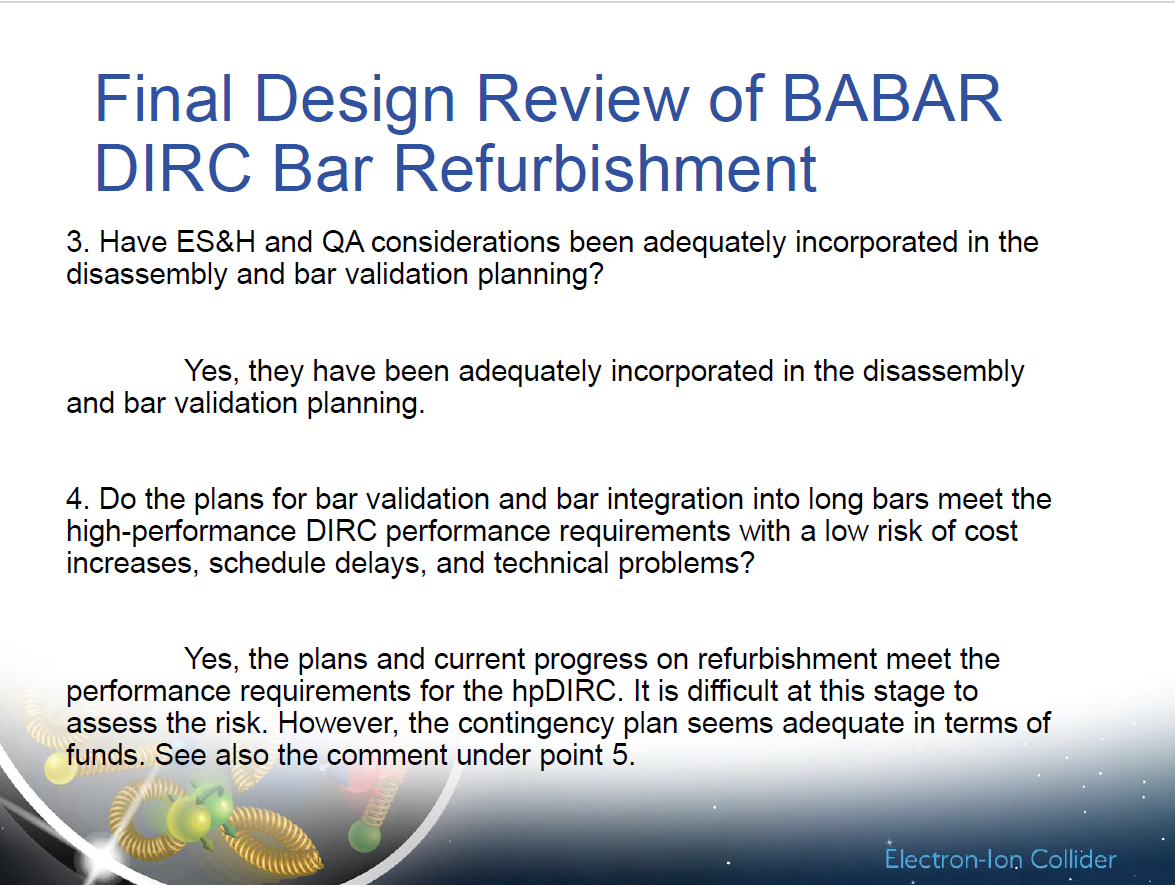 Final Design Review of BABAR
DIRC Bar Refurbishment
3. Have ES&H and QA considerations been adequately incorporated in the
disassembly and bar validation planning?
Yes, they have been adequately incorporated in the disassembly
and bar validation planning.
4. Do the plans for bar validation and bar integration into long bars meet the
high-performance DIRC performance requirements with a low risk of cost
increases, schedule delays, and technical problems?
Yes, the plans and current progress on refurbishment meet the
performance requirements for the hpDIRC. It is difficult at this stage to
assess the risk. However, the contingency plan seems adequate in terms of
funds. See also the comment under point 5.
Electron-Ion Collider